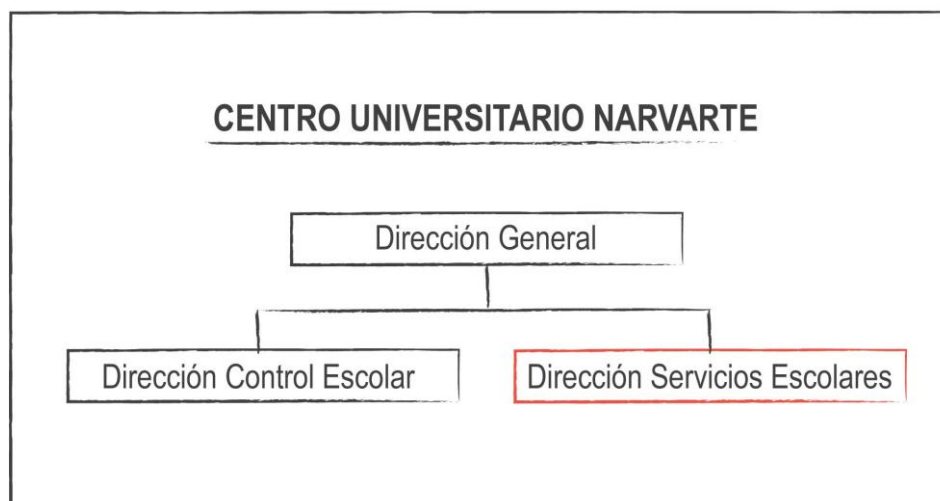 CENTRO UNIVERSITARIO NARVARTE
Dirección General
Dirección Control Escolar
Dirección Servicios Escolares